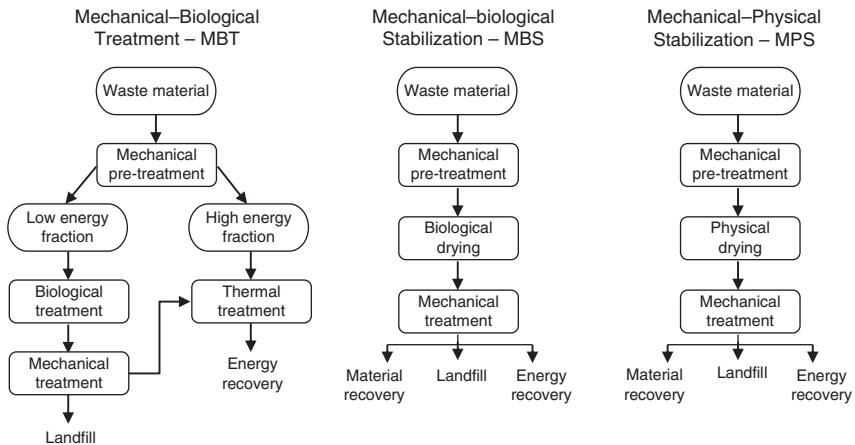 Mechanical–Biological
Treatment – MBT
Waste material
Mechanical
pre-treatment
Low energy
fraction
High energy
fraction
Biological
treatment
Thermal
treatment
Mechanical
treatment
Energy
recovery
Landfill
Mechanical–biological
Stabilization – MBS
Waste material
Mechanical
pre-treatment
Biological
drying
Mechanical
treatment
Material
recovery
Landfill
Energy
recovery
Mechanical–Physical
Stabilization – MPS
Waste material
Mechanical
pre-treatment
Physical
drying
Mechanical
treatment
Material
recovery
Landfill
Energy
recovery